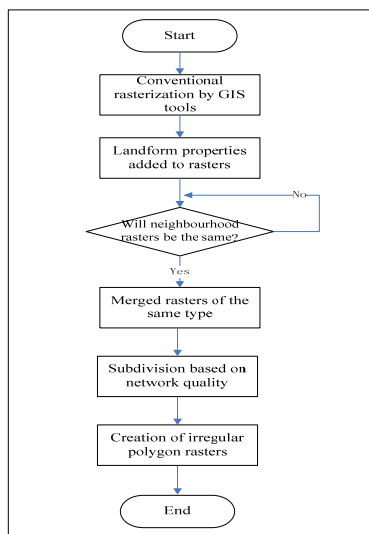 Start
Conventional
rasterization by GIS
tools
Landform properties
added to rasters
No
Will neighbourhood
rasters be the same?
Yes
Merged rasters of the
same type
Subdivision based on
network quality
Creation of irregular
polygon rasters
End